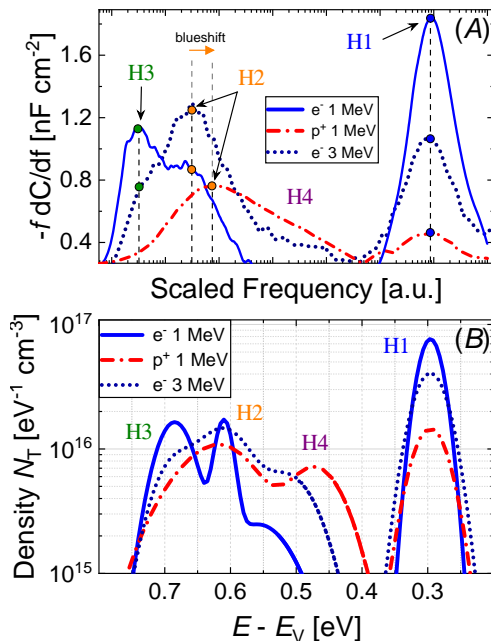 (A)
blueshift
H1
H3
H2
e⁻ 1 MeV
p⁺ 1 MeV
e⁻ 3 MeV
H4
-f dC/df [nF cm⁻²]
1.6
1.2
0.8
0.4
Scaled Frequency [a.u.]
(B)
e⁻ 1 MeV
p⁺ 1 MeV
e⁻ 3 MeV
H1
H2
H3
H4
Density N_T [eV⁻¹ cm⁻³]
10¹⁷
10¹⁶
10¹⁵
0.7 0.6 0.5 0.4 0.3
E - E_V [eV]